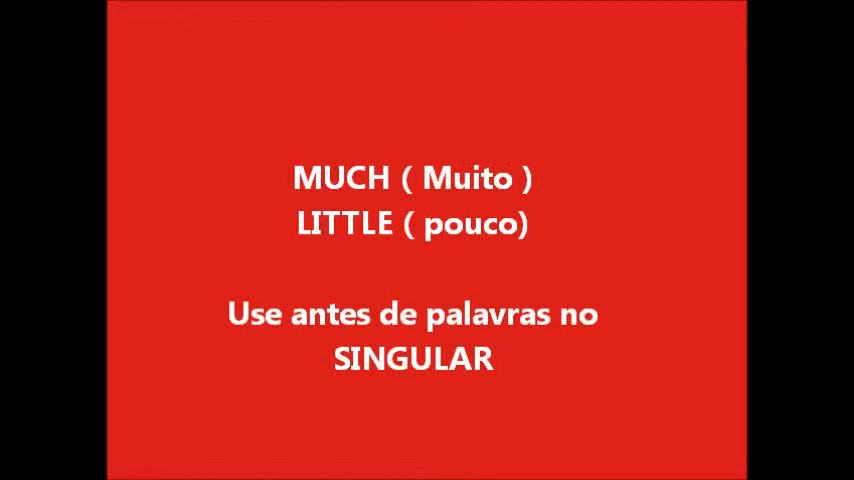 MUCH ( Muito )
LITTLE ( pouco)
Use antes de palavras no
SINGULAR